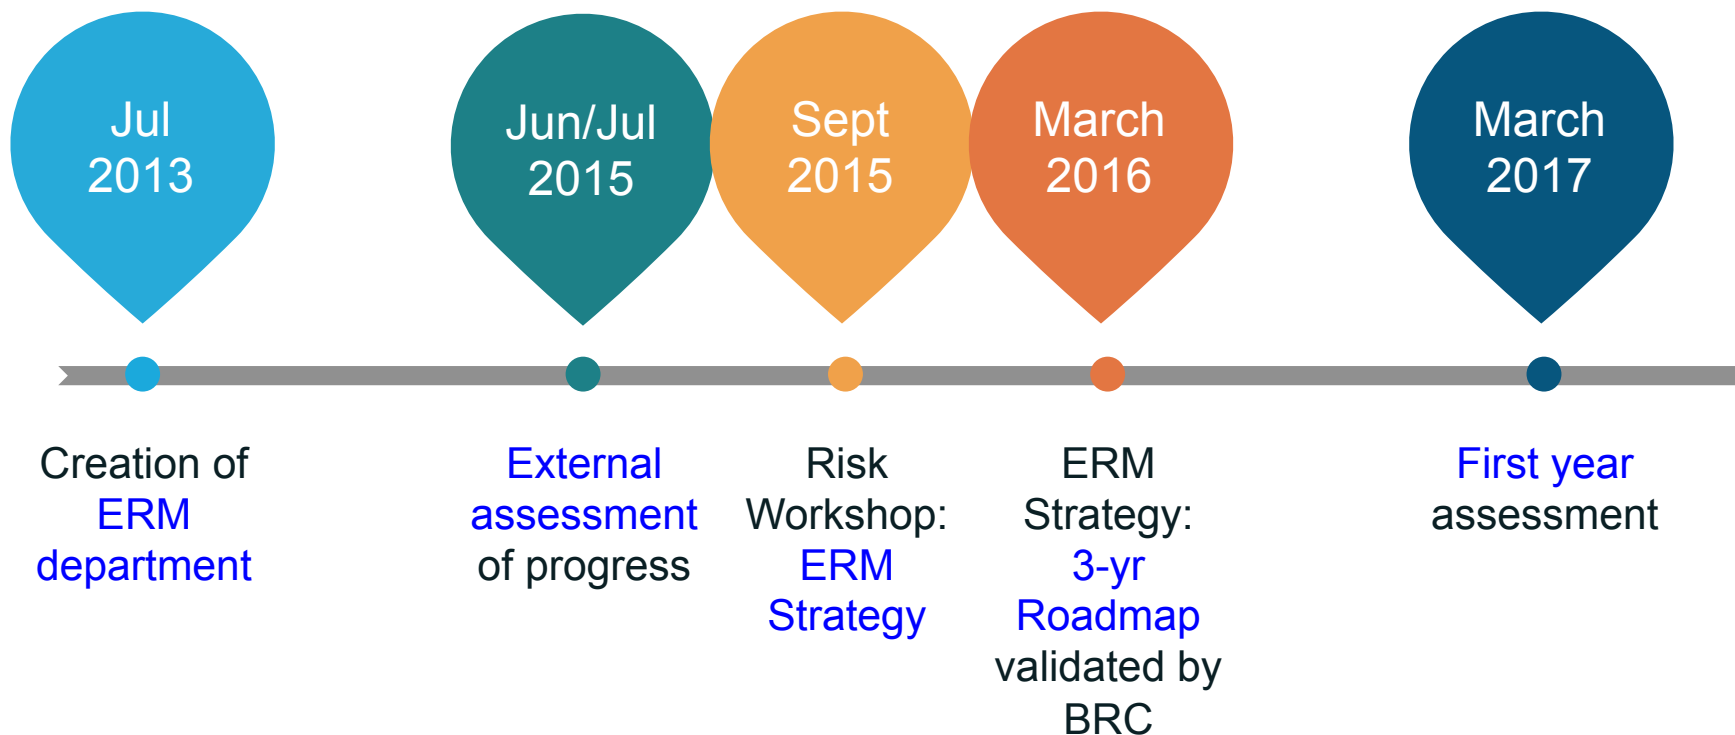 Jul
2013
Jun/Jul
2015
Sept
2015
March
2016
March
2017
Creation of
ERM
department
External
assessment
of progress
Risk
Workshop:
ERM
Strategy
ERM
Strategy:
3-yr
Roadmap
validated by
BRC
First year
assessment